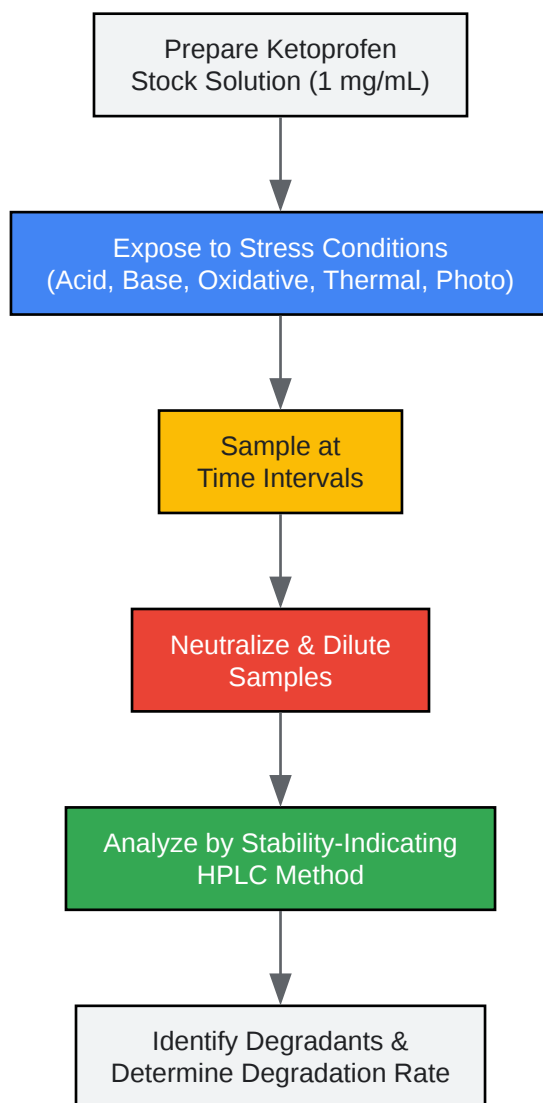 Prepare Ketoprofen
Stock Solution (1 mg/mL)
Expose to Stress Conditions
(Acid, Base, Oxidative, Thermal, Photo)
Sample at
Time Intervals
Neutralize & Dilute
Samples
Analyze by Stability-Indicating
HPLC Method
Identify Degradants &
Determine Degradation Rate